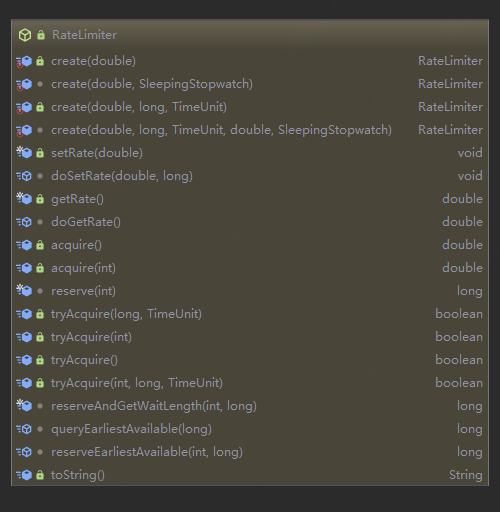 RateLimiter
create(double) RateLimiter
create(double, SleepingStopwatch) RateLimiter
create(double, long, TimeUnit) RateLimiter
create(double, long, TimeUnit, double, SleepingStopwatch) RateLimiter
setRate(double) void
doSetRate(double, long) void
getRate() double
doGetRate() double
acquire() double
acquire(int) double
reserve(int) long
tryAcquire(long, TimeUnit) boolean
tryAcquire(int) boolean
tryAcquire() boolean
tryAcquire(int, long, TimeUnit) boolean
reserveAndGetWaitLength(int, long) long
queryEarliestAvailable(long) long
reserveEarliestAvailable(int, long) long
toString() String